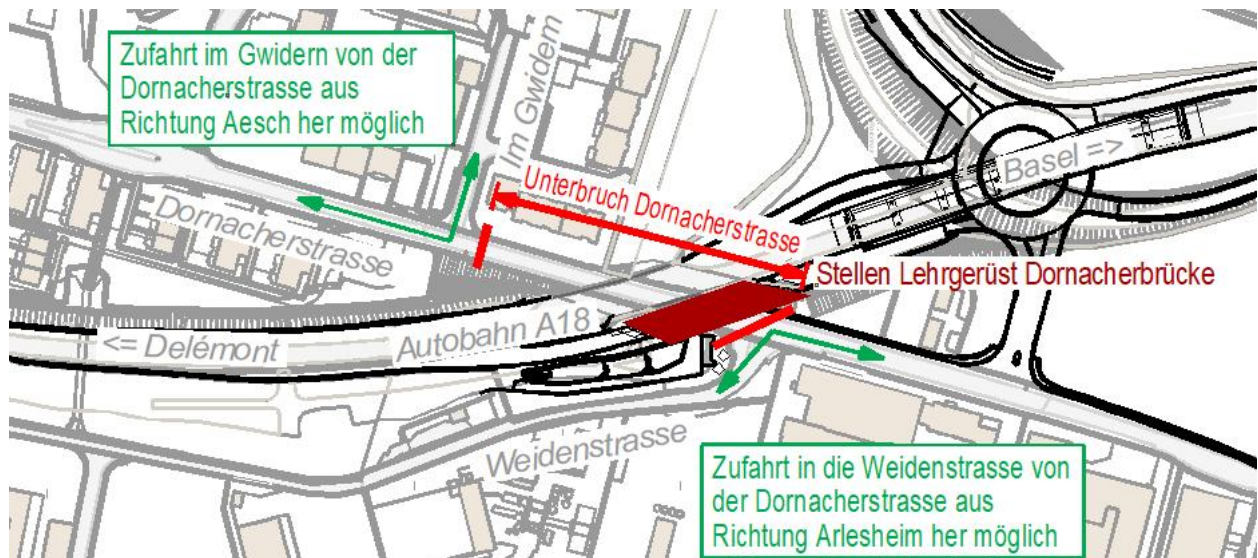 Zufahrt im Gwidern von der
Dornacherstrasse aus
Richtung Aesch her möglich
Im Gwidem
Basel =>
Unterbruch Dornacherstrasse
Dornacherstrasse
Stellen Lehrgerüst Dornacherbrücke
Autobahn A18
<= Delémont
Weidenstrasse
Zufahrt in die Weidenstrasse von
der Dornacherstrasse aus
Richtung Arlesheim her möglich